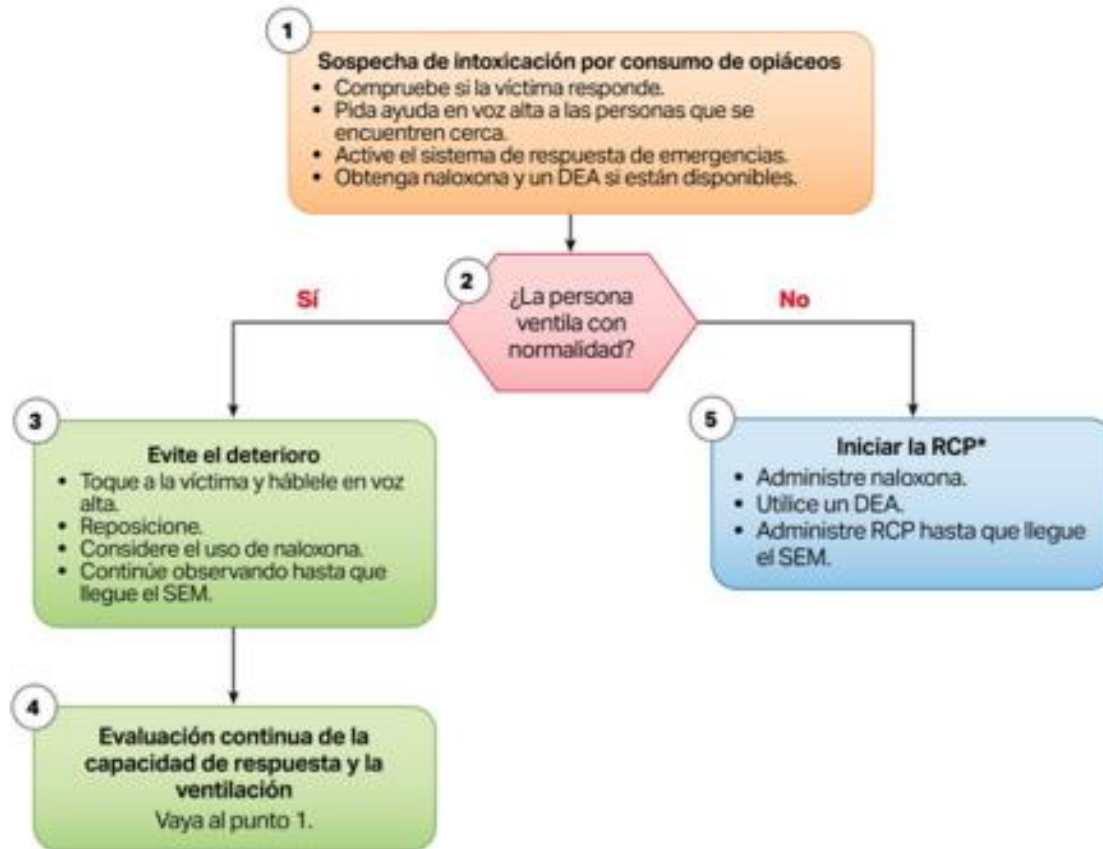 1
Sospecha de intoxicación por consumo de opiáceos
• Compruebe si la víctima responde.
• Pida ayuda en voz alta a las personas que se
encuentren cerca.
• Active el sistema de respuesta de emergencias.
• Obtenga naloxona y un DEA si están disponibles.
2
¿La persona
ventila con
normalidad?
Sí
No
3
Evite el deterioro
• Toque a la víctima y háblele en voz
alta.
• Reposicione.
• Considere el uso de naloxona.
• Continúe observando hasta que
llegue el SEM.
4
Evaluación continua de la
capacidad de respuesta y la
ventilación
Vaya al punto 1.
5
Iniciar la RCP*
• Administre naloxona.
• Utilice un DEA.
• Administre RCP hasta que llegue
el SEM.